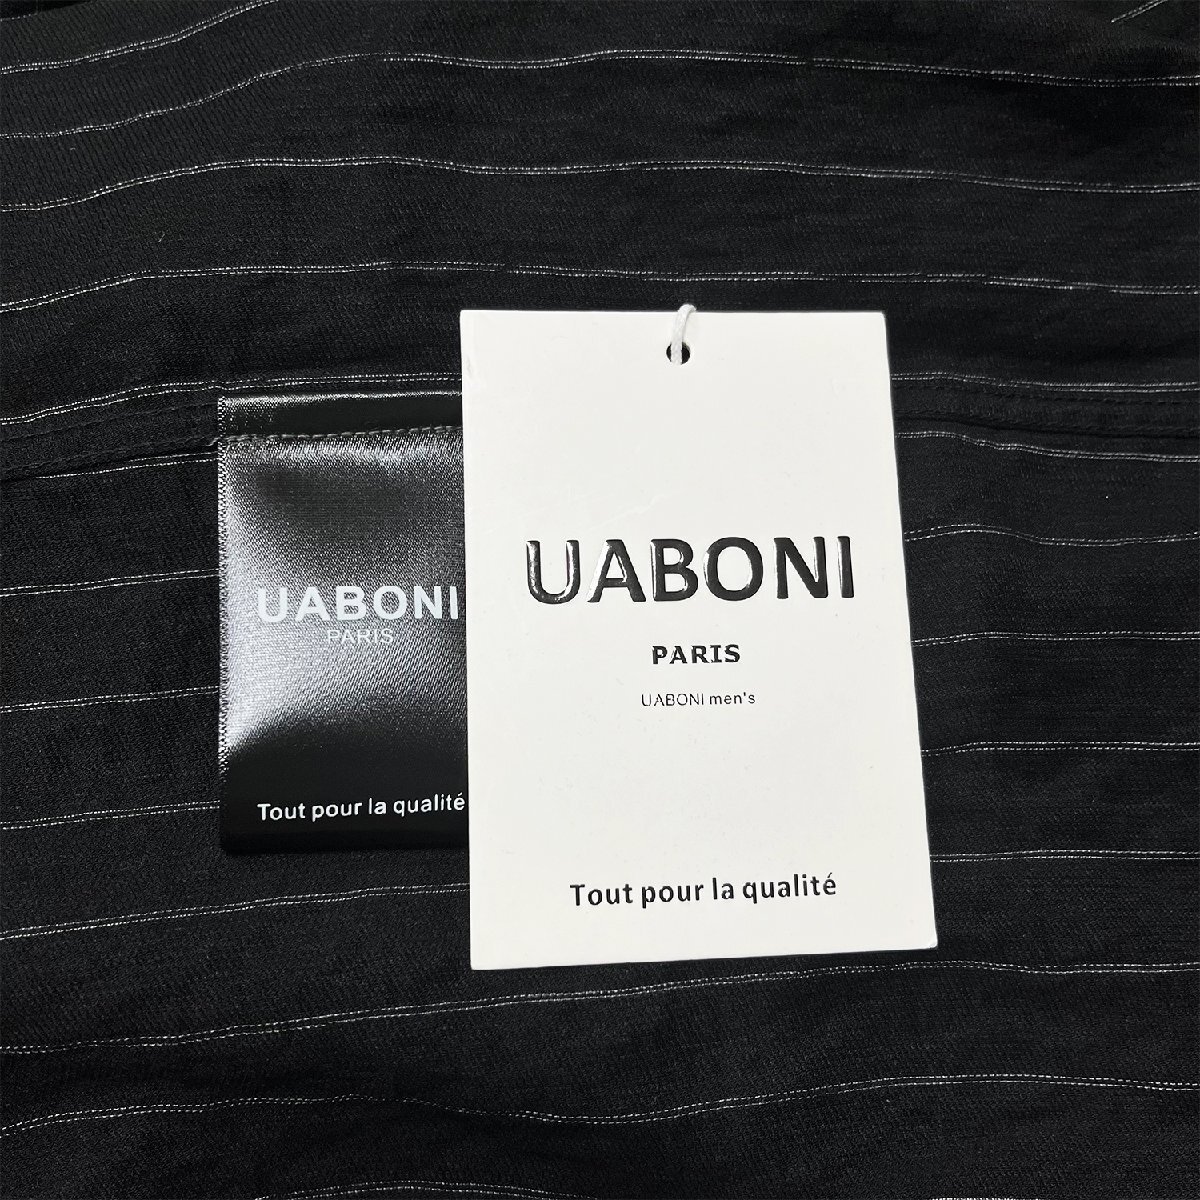 UABONI
PARIS
Tout pour la qualité
UABONI
PARIS
UABONI men's
Tout pour la qualité